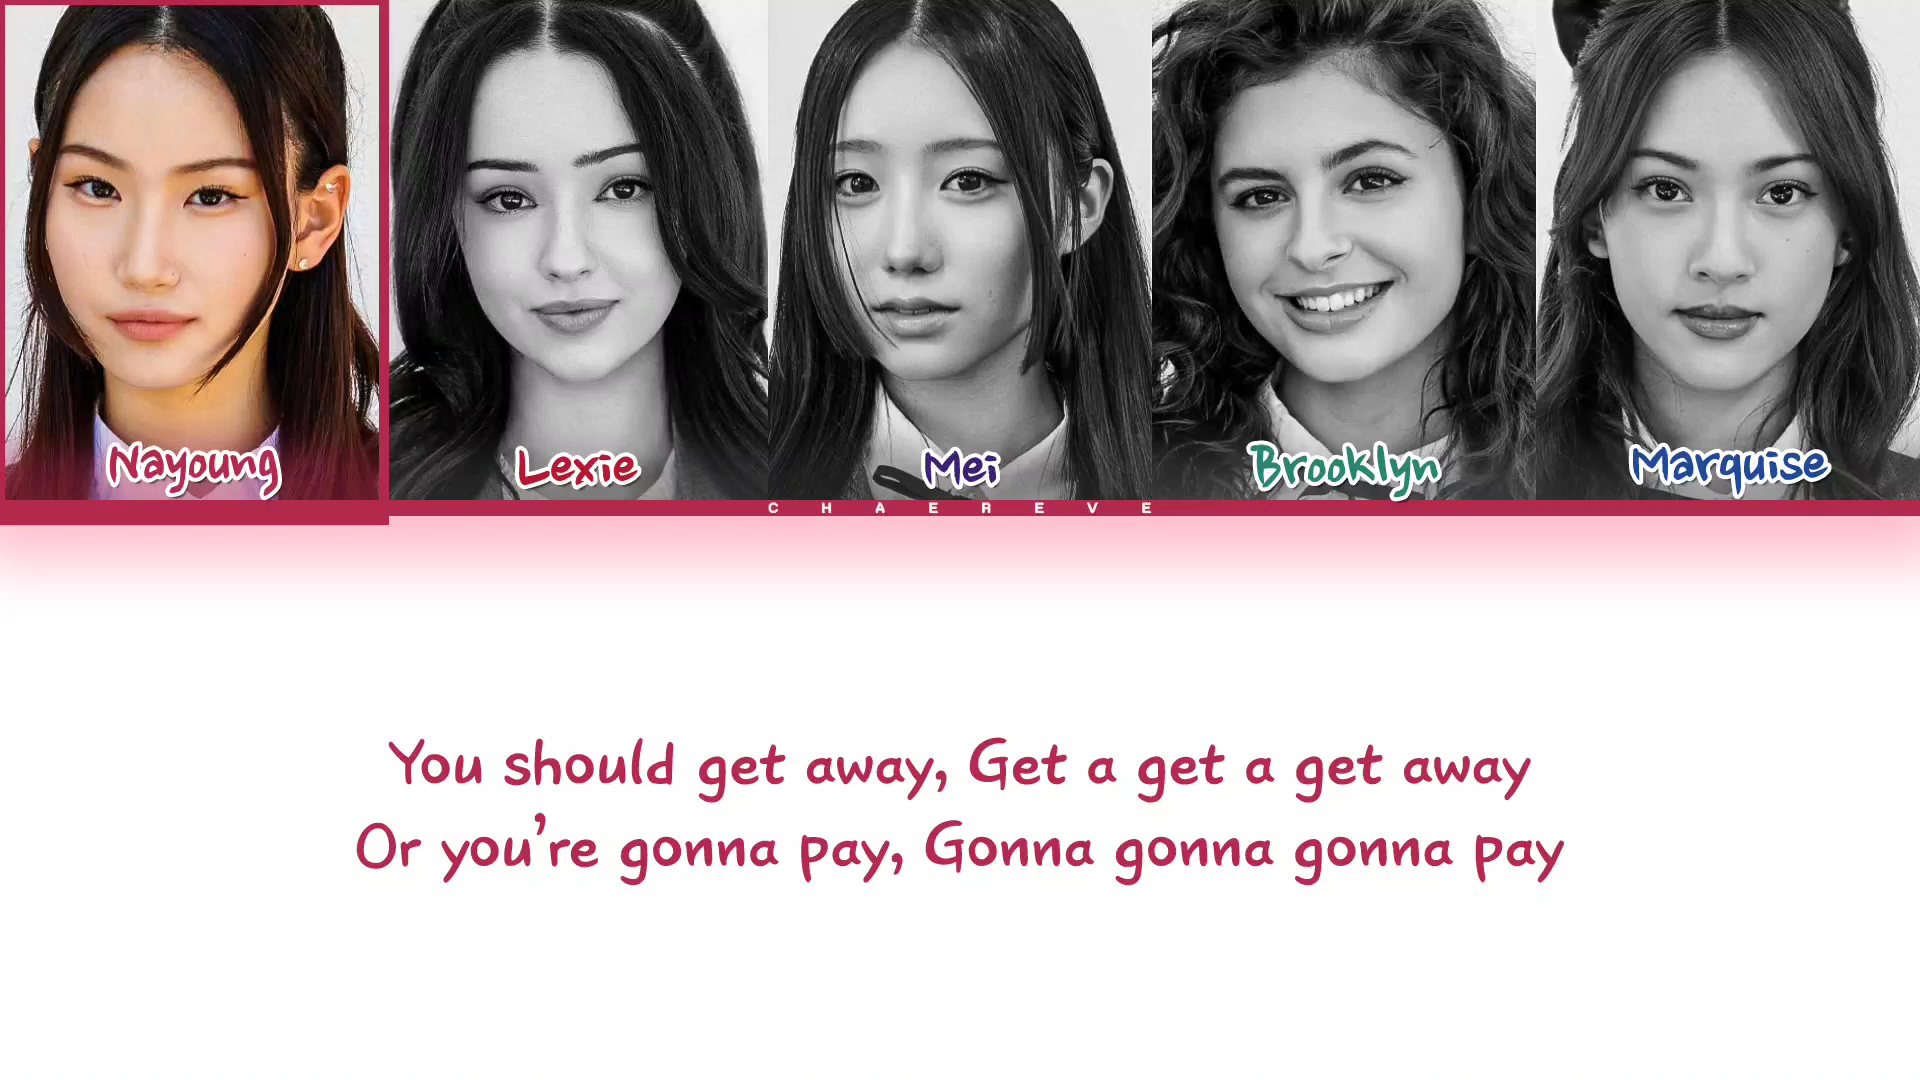 Nayoung
Lexie
Mei
Brooklyn
Marquise
CHAEREVE
You should get away, Get a get a get away
Or you're gonna pay, Gonna gonna gonna pay